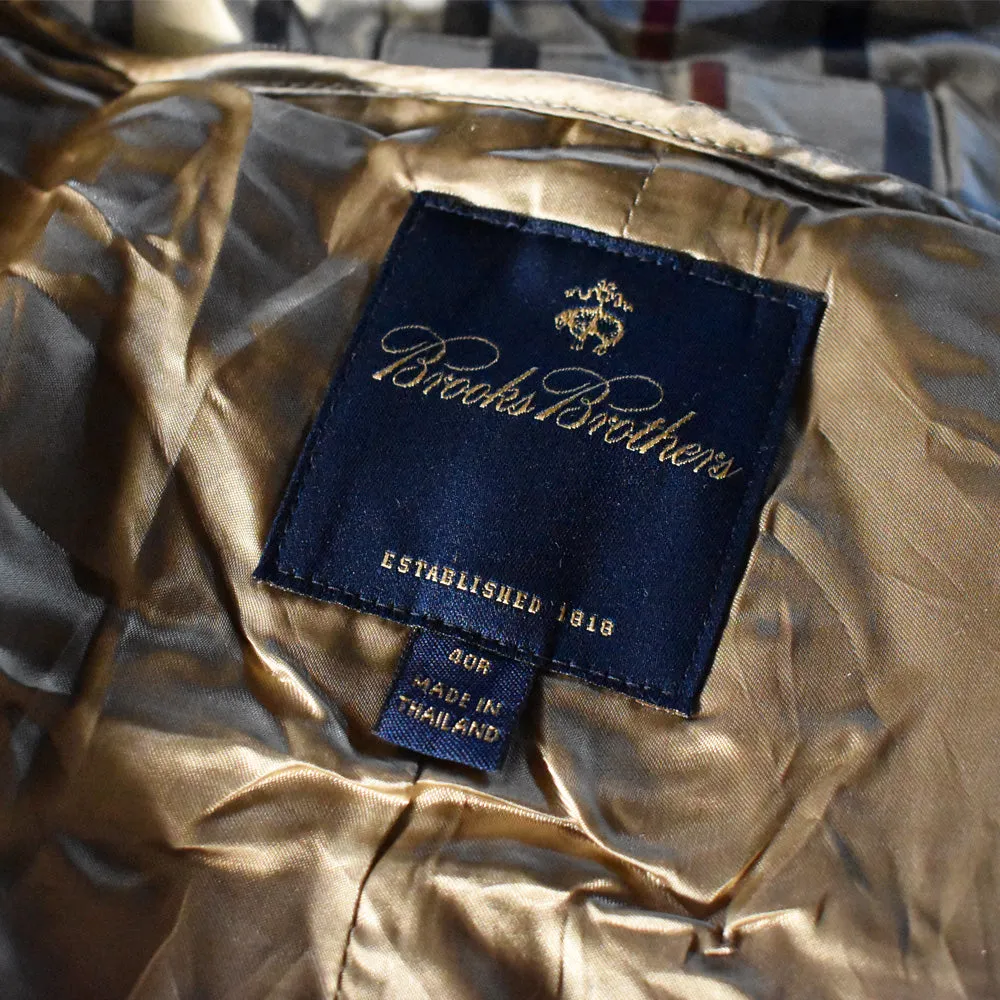 Brooks Brothers
ESTABLISHED 1818
40R
MADE IN
THAILAND